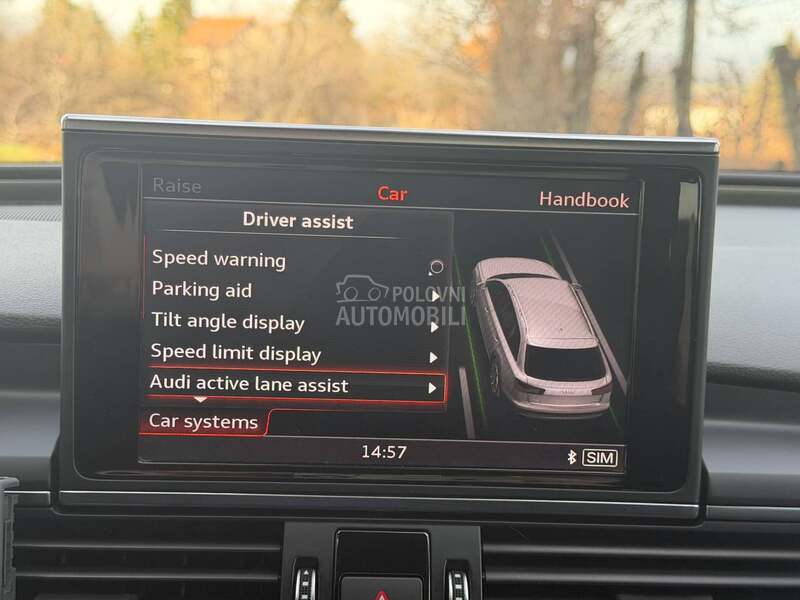 Raise
Car
Handbook
Driver assist
Speed warning
Parking aid
Tilt angle display
Speed limit display
Audi active lane assist
Car systems
14:57
SIM
POLOVNI
AUTOMOBILI